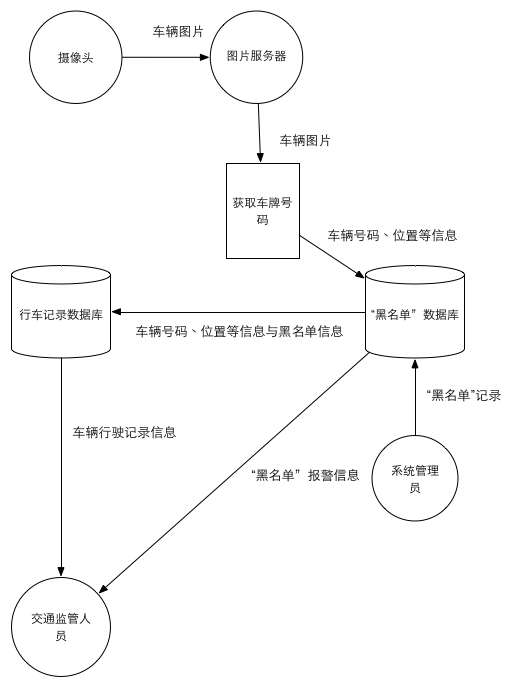 车辆图片
摄像头
图片服务器
车辆图片
获取车牌号
码
车辆号码、位置等信息
行车记录数据库
“黑名单”数据库
车辆号码、位置等信息与黑名单信息
“黑名单”记录
车辆行驶记录信息
“黑名单”报警信息
系统管理
员
交通监管人
员